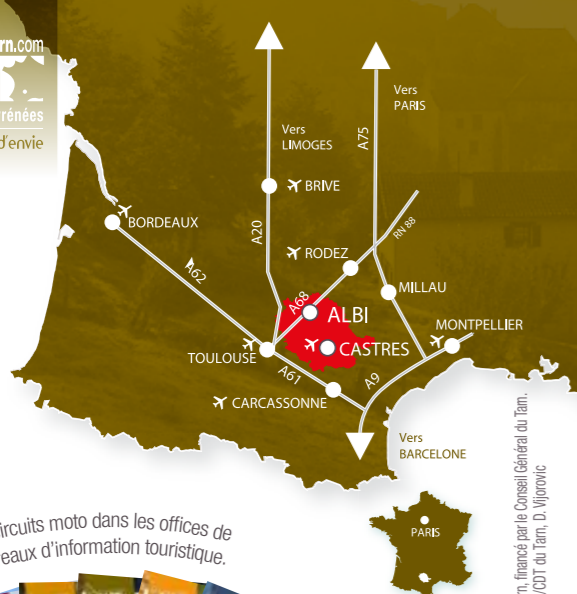 rn.com
rénées
d'envie
Vers
LIMOGES
Vers
PARIS
A75
BRIVE
BORDEAUX
A20
RN 88
RODEZ
A62
MILLAU
A68
ALBI
MONTPELLIER
TOULOUSE
CASTRES
A61
A9
CARCASSONNE
Vers
BARCELONE
ircuits moto dans les offices de
eaux d'information touristique.
PARIS
rn, financé par le Conseil Général du Tarn.
/CDT du Tarn, D. Vijorovic